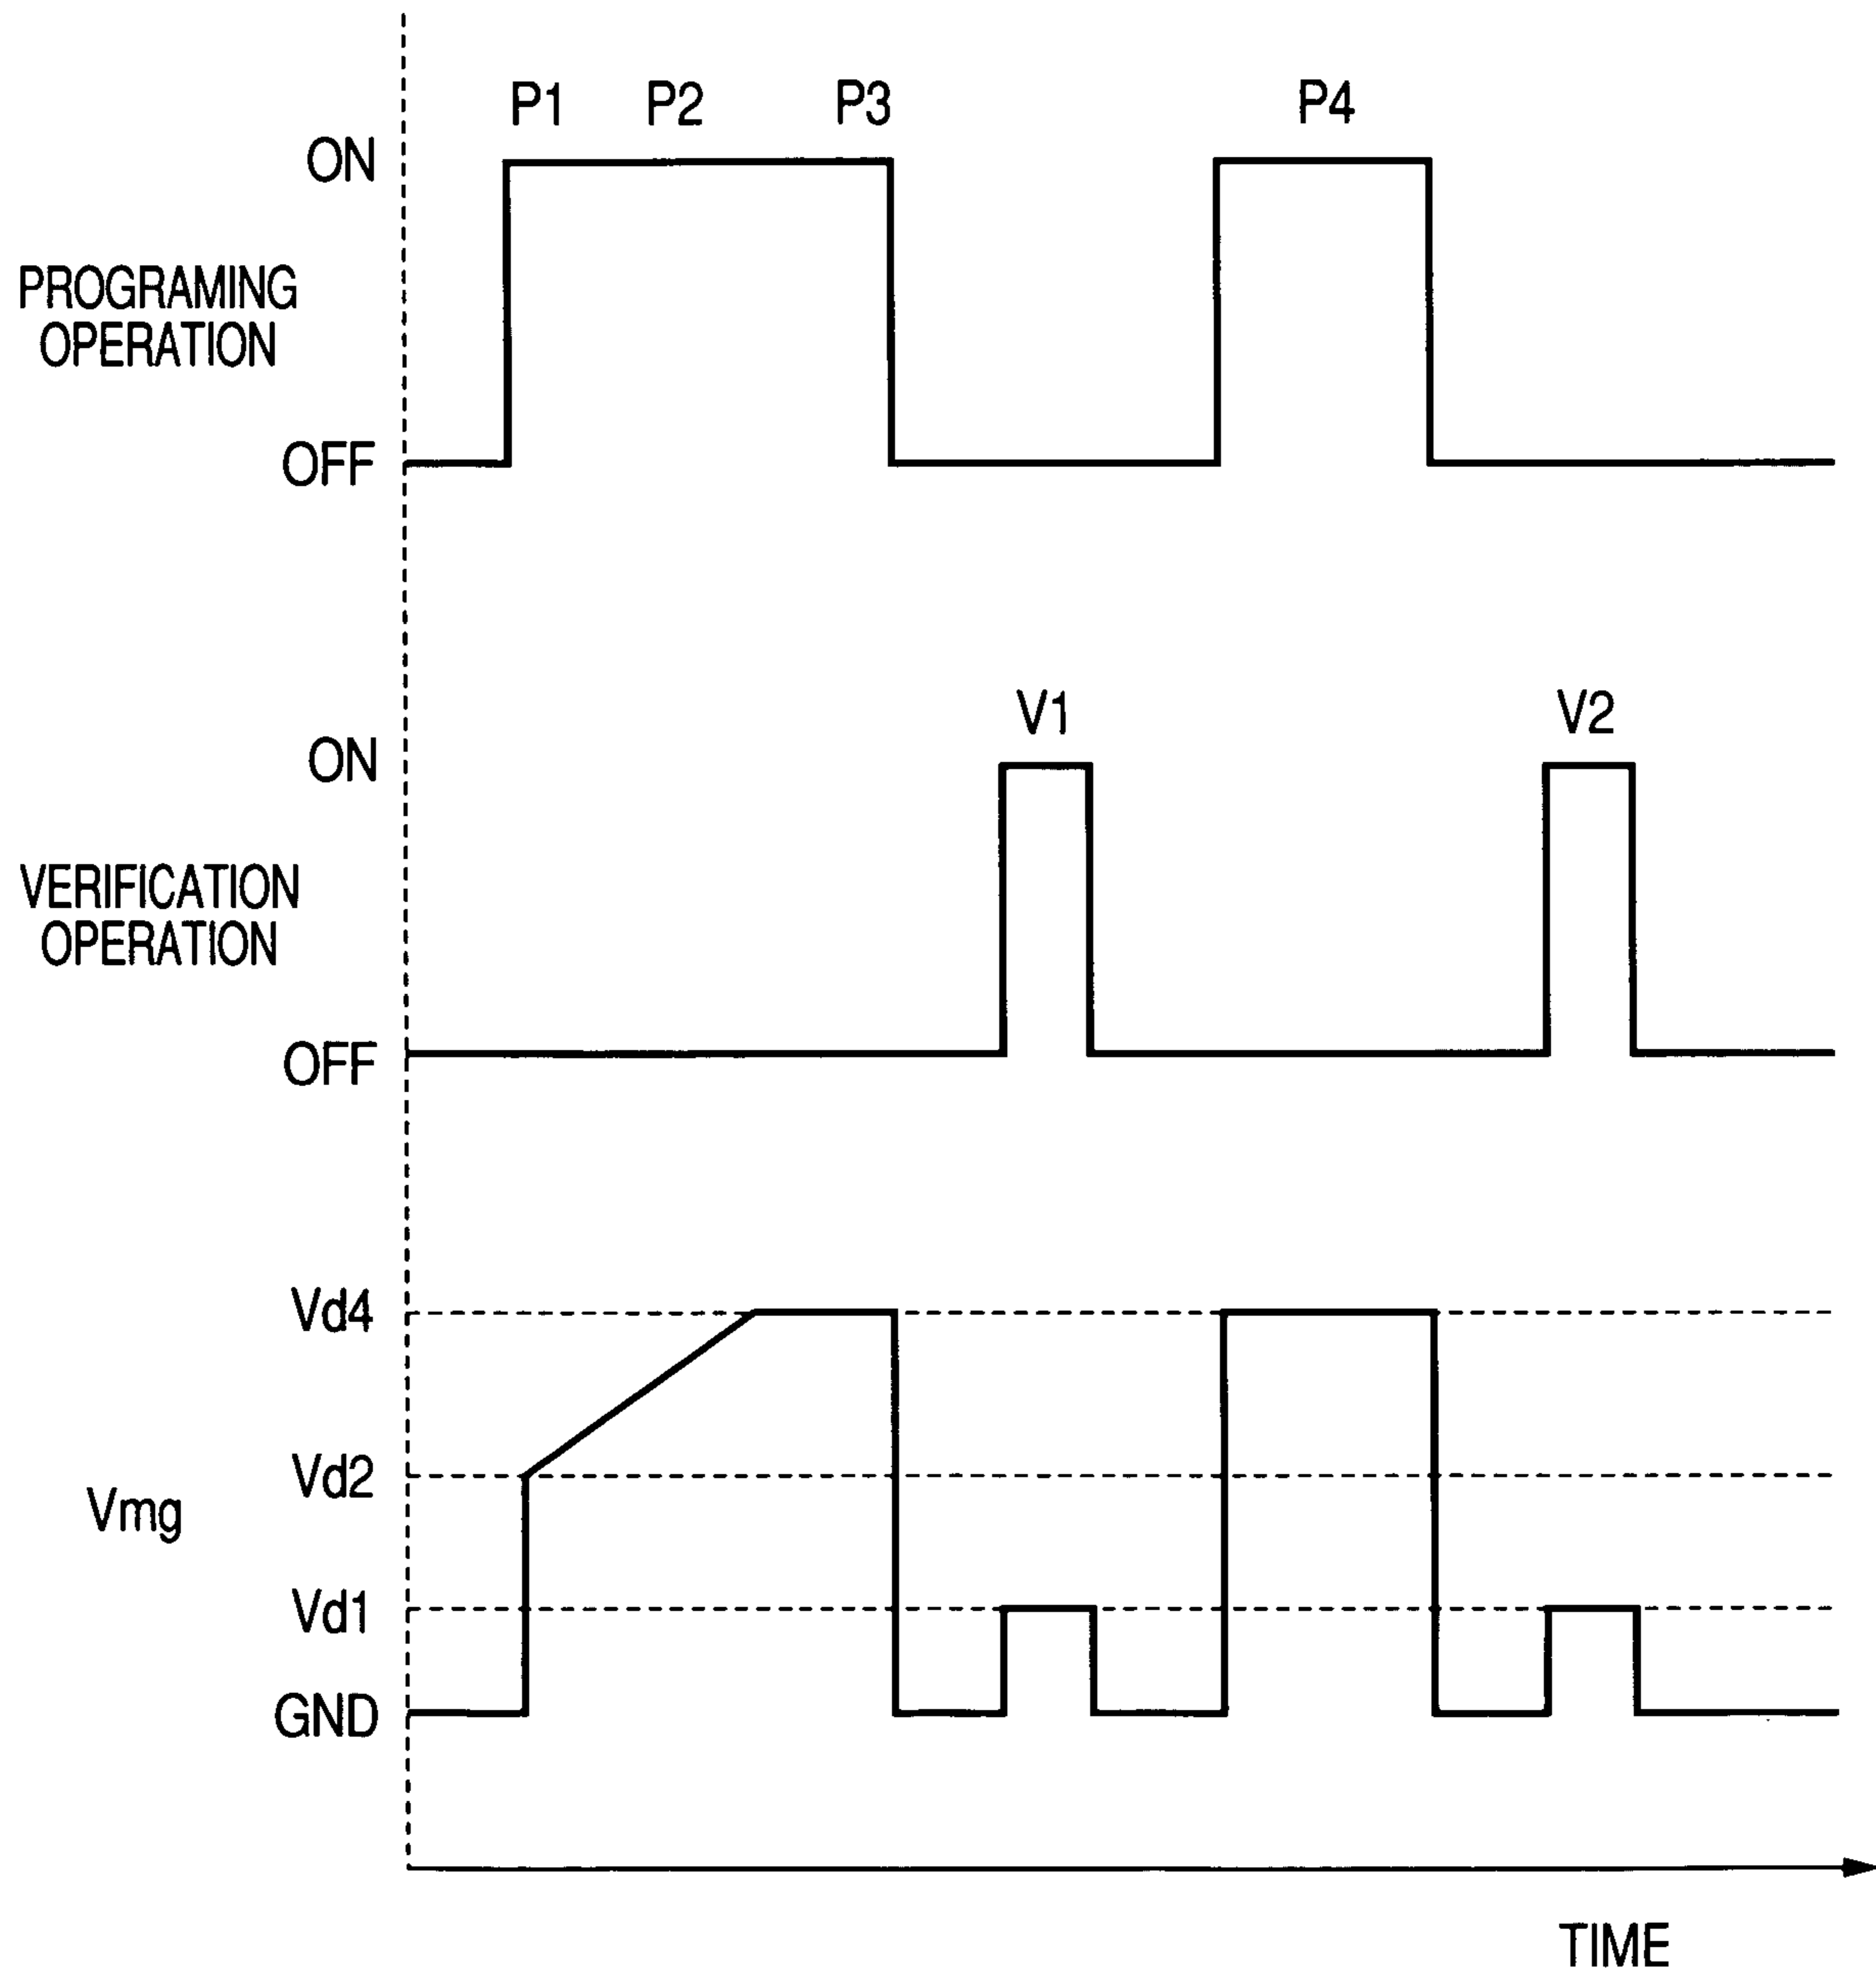 P1 P2 P3 P4
ON
PROGRAMING
OPERATION
OFF
V1 V2
ON
VERIFICATION
OPERATION
OFF
Vd4
Vd2
Vmg
Vd1
GND
TIME